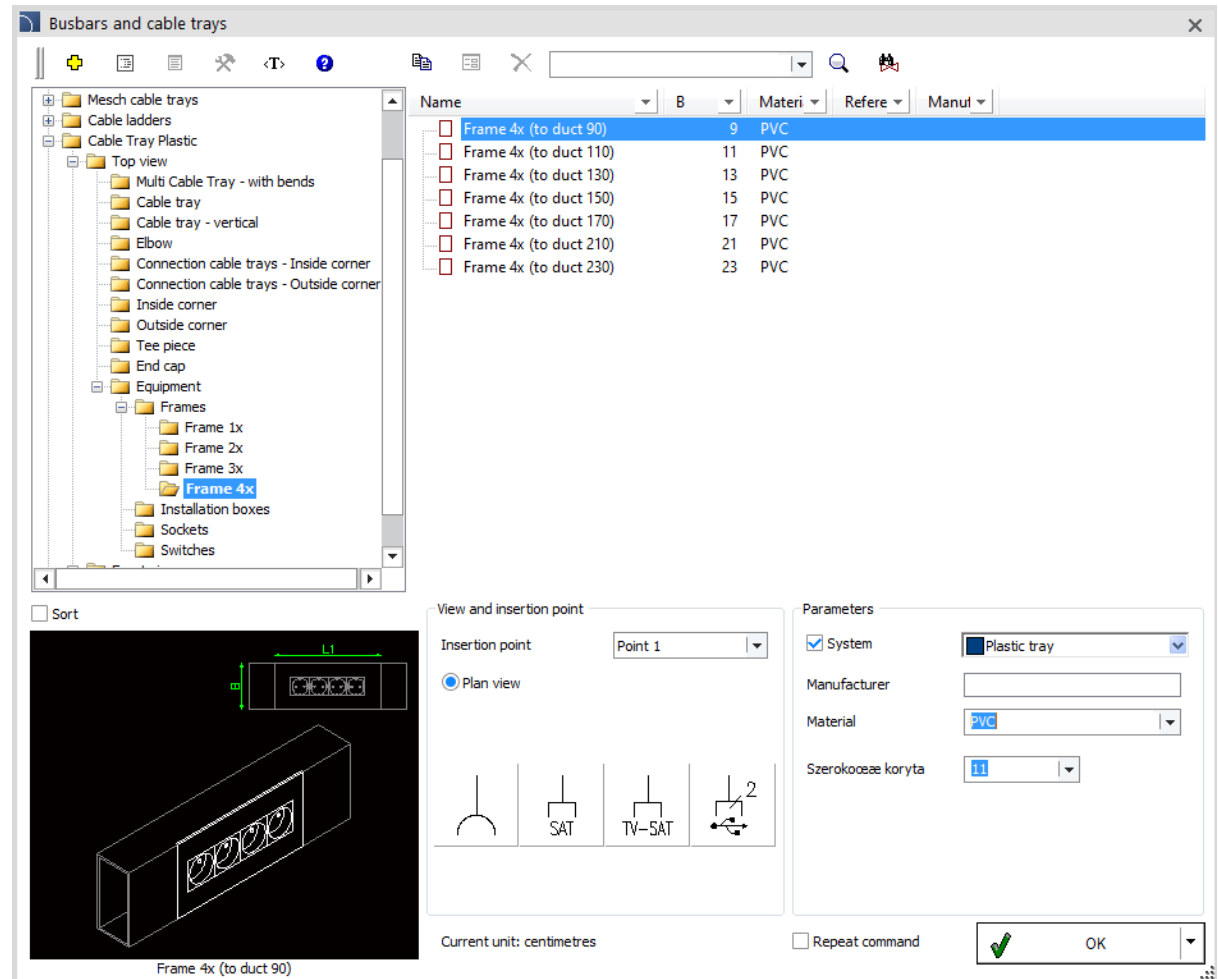 Busbars and cable trays
<T>
?
Mesch cable trays
Cable ladders
Cable Tray Plastic
Top view
Multi Cable Tray - with bends
Cable tray
Cable tray - vertical
Elbow
Connection cable trays - Inside corner
Connection cable trays - Outside corner
Inside corner
Outside corner
Tee piece
End cap
Equipment
Frames
Frame 1x
Frame 2x
Frame 3x
Frame 4x
Installation boxes
Sockets
Switches
Name B Materi Refere Manuf
Frame 4x (to duct 90) 9 PVC
Frame 4x (to duct 110) 11 PVC
Frame 4x (to duct 130) 13 PVC
Frame 4x (to duct 150) 15 PVC
Frame 4x (to duct 170) 17 PVC
Frame 4x (to duct 210) 21 PVC
Frame 4x (to duct 230) 23 PVC
Sort
L1
B
Frame 4x (to duct 90)
View and insertion point
Insertion point Point 1
Plan view
SAT TV-SAT 2
Current unit: centimetres
Parameters
System Plastic tray
Manufacturer
Material PVC
Szerokoœæ koryta 11
Repeat command OK